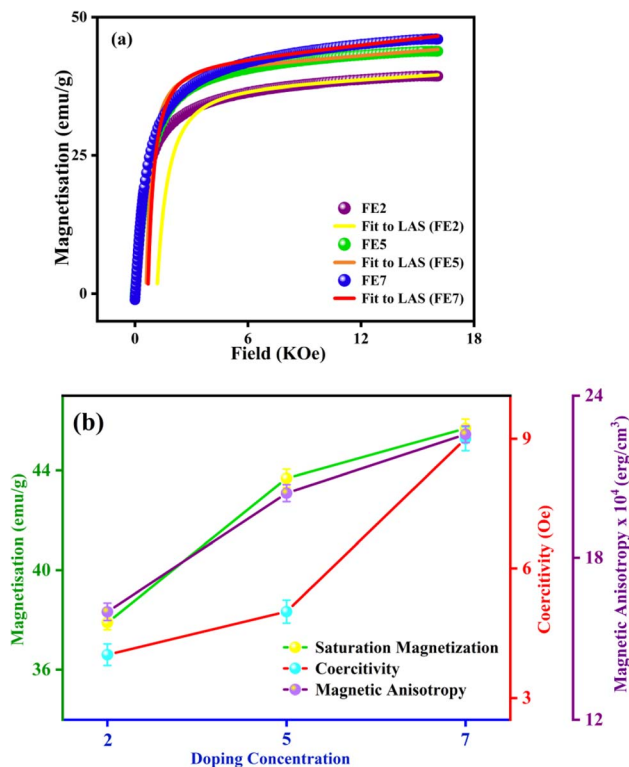 (a)
50
25
0
Magnetisation (emu/g)
FE2
Fit to LAS (FE2)
FE5
Fit to LAS (FE5)
FE7
Fit to LAS (FE7)
0 6 12 18
Field (KOe)
(b)
44
40
36
Magnetisation (emu/g)
9
6
3
Coercitivity (Oe)
24
18
12
Magnetic Anisotropy x 10⁴ (erg/cm³)
Saturation Magnetization
Coercitivity
Magnetic Anisotropy
2 5 7
Doping Concentration